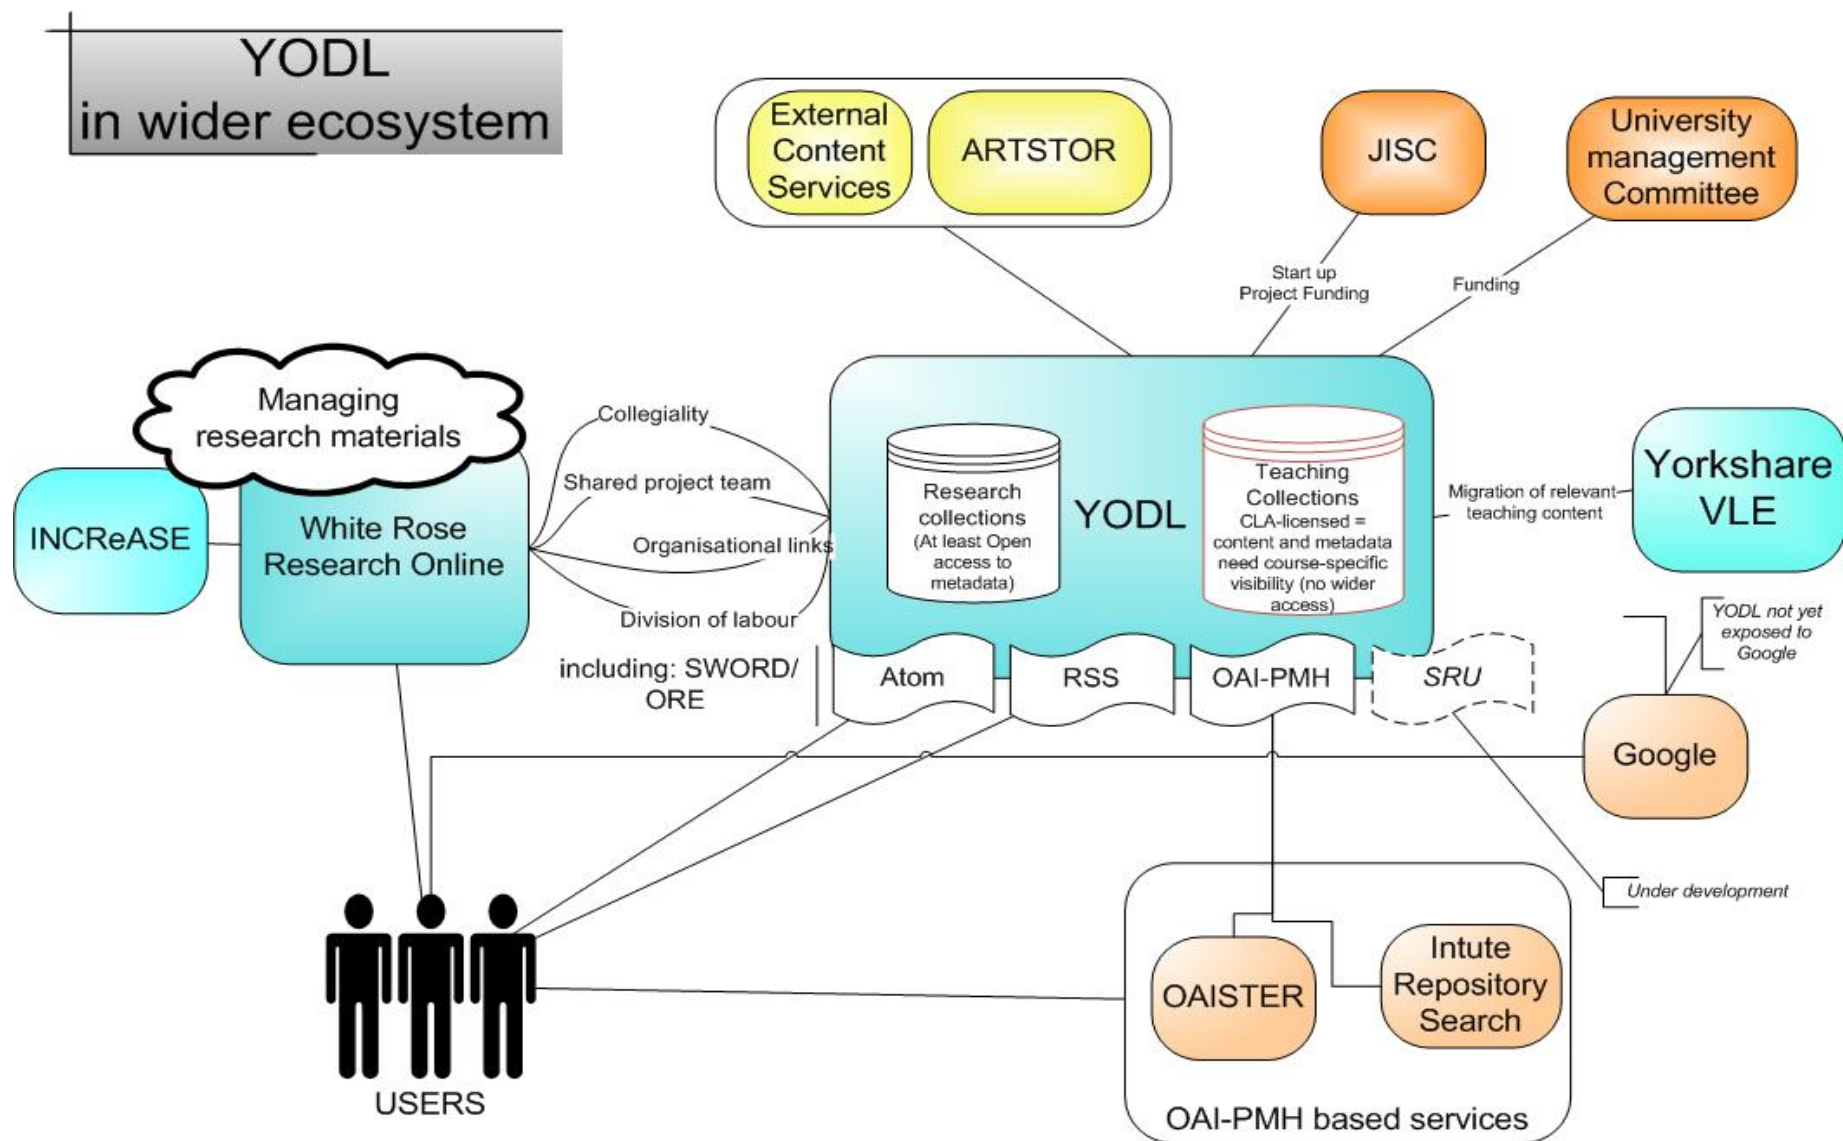 YODL
in wider ecosystem
External
Content
Services
ARTSTOR
JISC
University
management
Committee
Start up
Project Funding
Funding
Managing
research materials
INCReASE
White Rose
Research Online
Collegiality
Shared project team
Organisational links
Division of labour
Research
collections
(At least Open
access to
metadata)
YODL
Teaching
Collections
CLA-licensed =
content and metadata
need course-specific
visibility (no wider
access)
Migration of relevant
teaching content
Yorkshare
VLE
including: SWORD/
ORE
Atom
RSS
OAI-PMH
SRU
YODL not yet
exposed to
Google
Google
Under development
OAISTER
Intute
Repository
Search
OAI-PMH based services
USERS